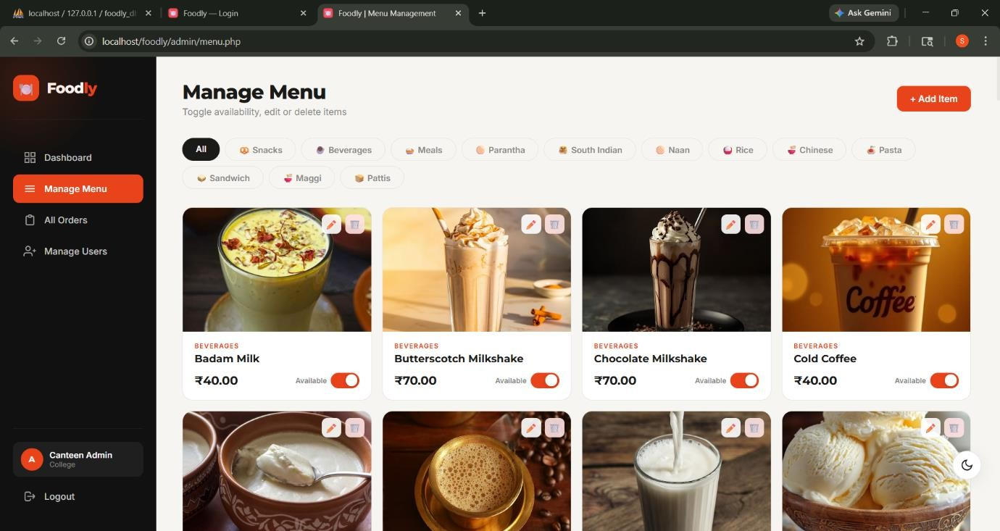 localhost / 127.0.0.1 / foodly_d
Foodly — Login
Foodly | Menu Management
Ask Gemini
localhost/foodly/admin/menu.php
S
Foodly
Manage Menu
+ Add Item
Toggle availability, edit or delete items
All
Snacks
Beverages
Meals
Parantha
South Indian
Naan
Rice
Chinese
Pasta
Dashboard
Sandwich
Maggi
Pattis
Manage Menu
All Orders
Manage Users
Coffee
BEVERAGES
Badam Milk
₹40.00
Available
BEVERAGES
Butterscotch Milkshake
₹70.00
Available
BEVERAGES
Chocolate Milkshake
₹70.00
Available
BEVERAGES
Cold Coffee
₹40.00
Available
A
Canteen Admin
College
Logout